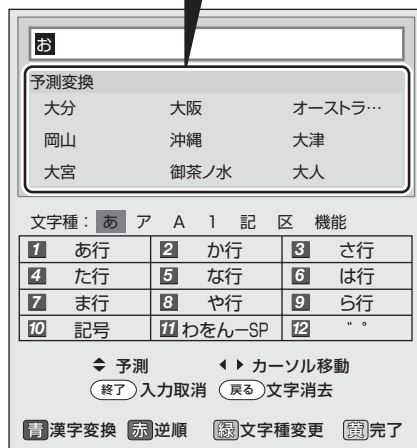 お
予測変換
大分 大阪 オーストラ…
岡山 沖縄 大津
大宮 御茶ノ水 大人
文字種： あ ア A 1 記 区 機能
1 あ行 2 か行 3 さ行
4 た行 5 な行 6 は行
7 ま行 8 や行 9 ら行
10 記号 11 わをんーSP 12 ゛゜
予測 カーソル移動
終了 入力取消 戻る 文字消去
青 漢字変換 赤 逆順 緑 文字種変更 黄 完了